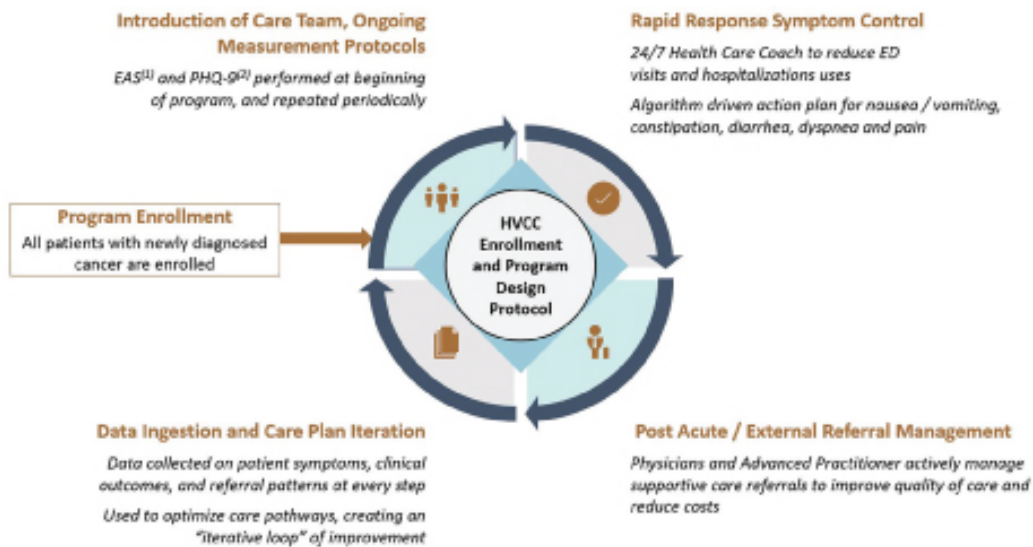 Introduction of Care Team, Ongoing
Measurement Protocols
EAS(1) and PHQ-9(2) performed at beginning
of program, and repeated periodically
Rapid Response Symptom Control
24/7 Health Care Coach to reduce ED
visits and hospitalizations uses
Algorithm driven action plan for nausea / vomiting,
constipation, diarrhea, dyspnea and pain
Program Enrollment
All patients with newly diagnosed
cancer are enrolled
HVCC
Enrollment
and Program
Design
Protocol
Data Ingestion and Care Plan Iteration
Data collected on patient symptoms, clinical
outcomes, and referral patterns at every step
Used to optimize care pathways, creating an
"iterative loop" of improvement
Post Acute / External Referral Management
Physicians and Advanced Practitioner actively manage
supportive care referrals to improve quality of care and
reduce costs